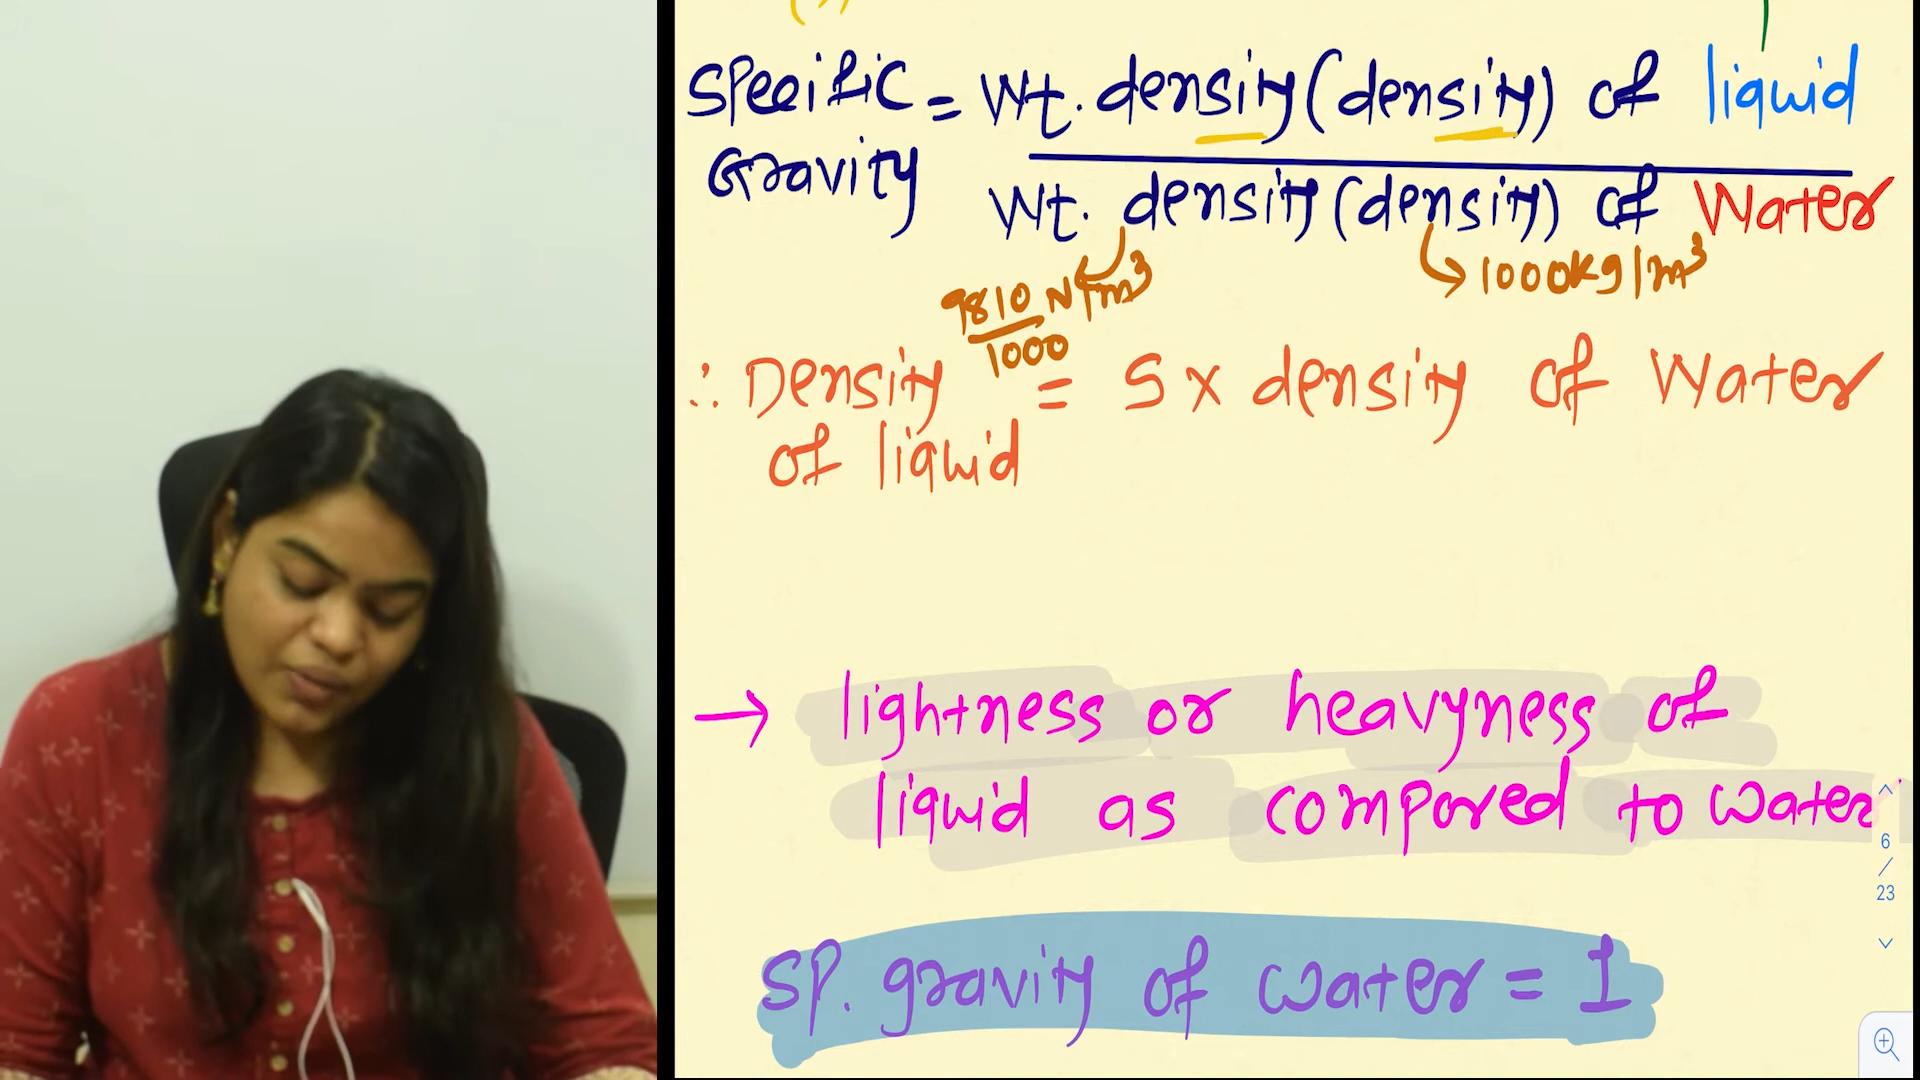 Specific = Wt. density (density) of liquid
Gravity Wt. density (density) of Water
9810 N/m³ 1000kg/m³
1000
∴ Density = S x density of Water
of liquid
→ lightness or heavyness of
liquid as compared to water
SP. gravity of water = 1
6
/
23